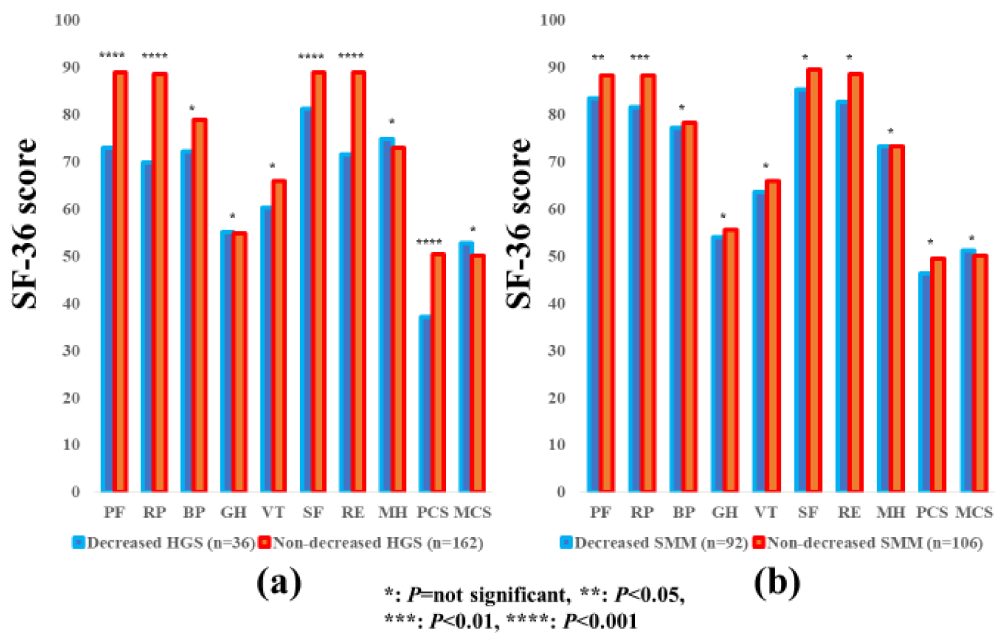 SF-36 score
100
90
80
70
60
50
40
30
20
10
0
**** **** * * * **** **** * **** *
PF RP BP GH VT SF RE MH PCS MCS
Decreased HGS (n=36) Non-decreased HGS (n=162)
(a)
SF-36 score
100
90
80
70
60
50
40
30
20
10
0
** *** * * * * * * * *
PF RP BP GH VT SF RE MH PCS MCS
Decreased SMM (n=92) Non-decreased SMM (n=106)
(b)
*: P=not significant, **: P<0.05,
***: P<0.01, ****: P<0.001